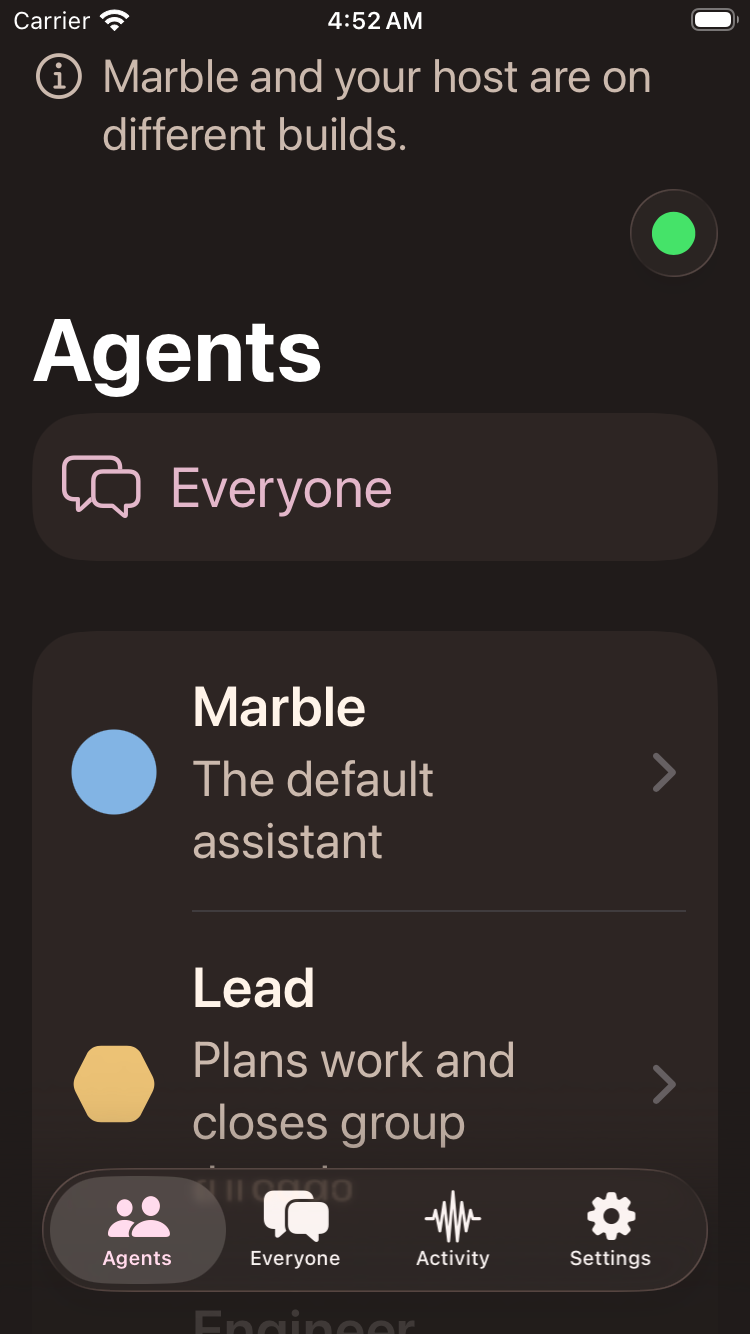 Carrier
4:52 AM
Marble and your host are on
different builds.
Agents
Everyone
Marble
The default
assistant
Lead
Plans work and
closes group
Agents
Everyone
Activity
Settings
Engineer